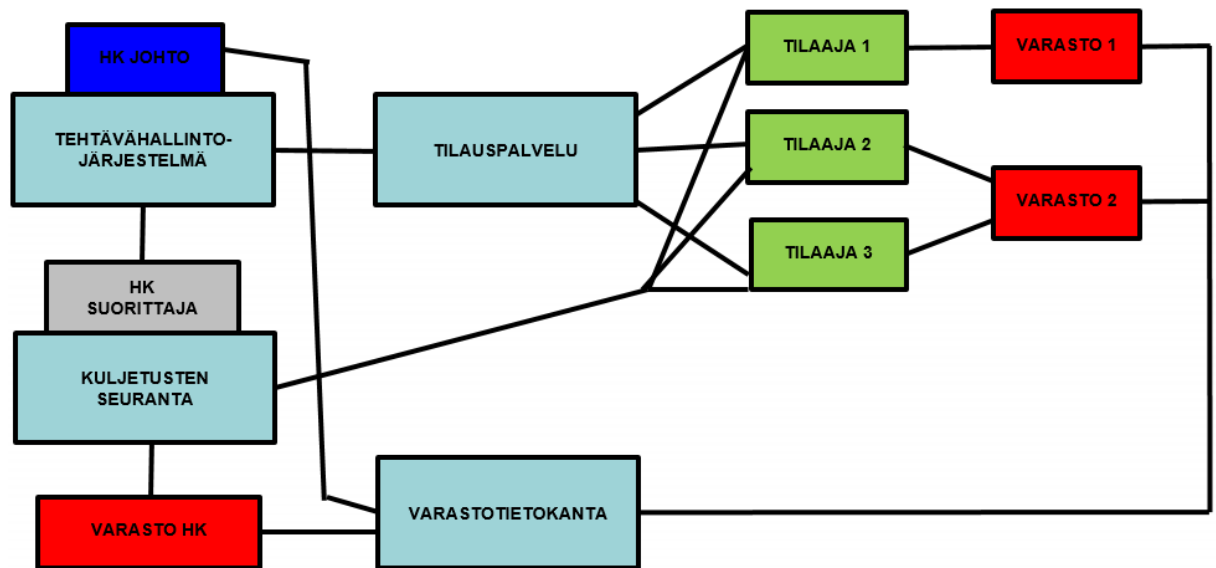 HK JOHTO
TEHTÄVÄHALLINTO-
JÄRJESTELMÄ
TILAUSPALVELU
TILAAJA 1
VARASTO 1
TILAAJA 2
VARASTO 2
TILAAJA 3
HK
SUORITTAJA
KULJETUSTEN
SEURANTA
VARASTO HK
VARASTOTIETOKANTA